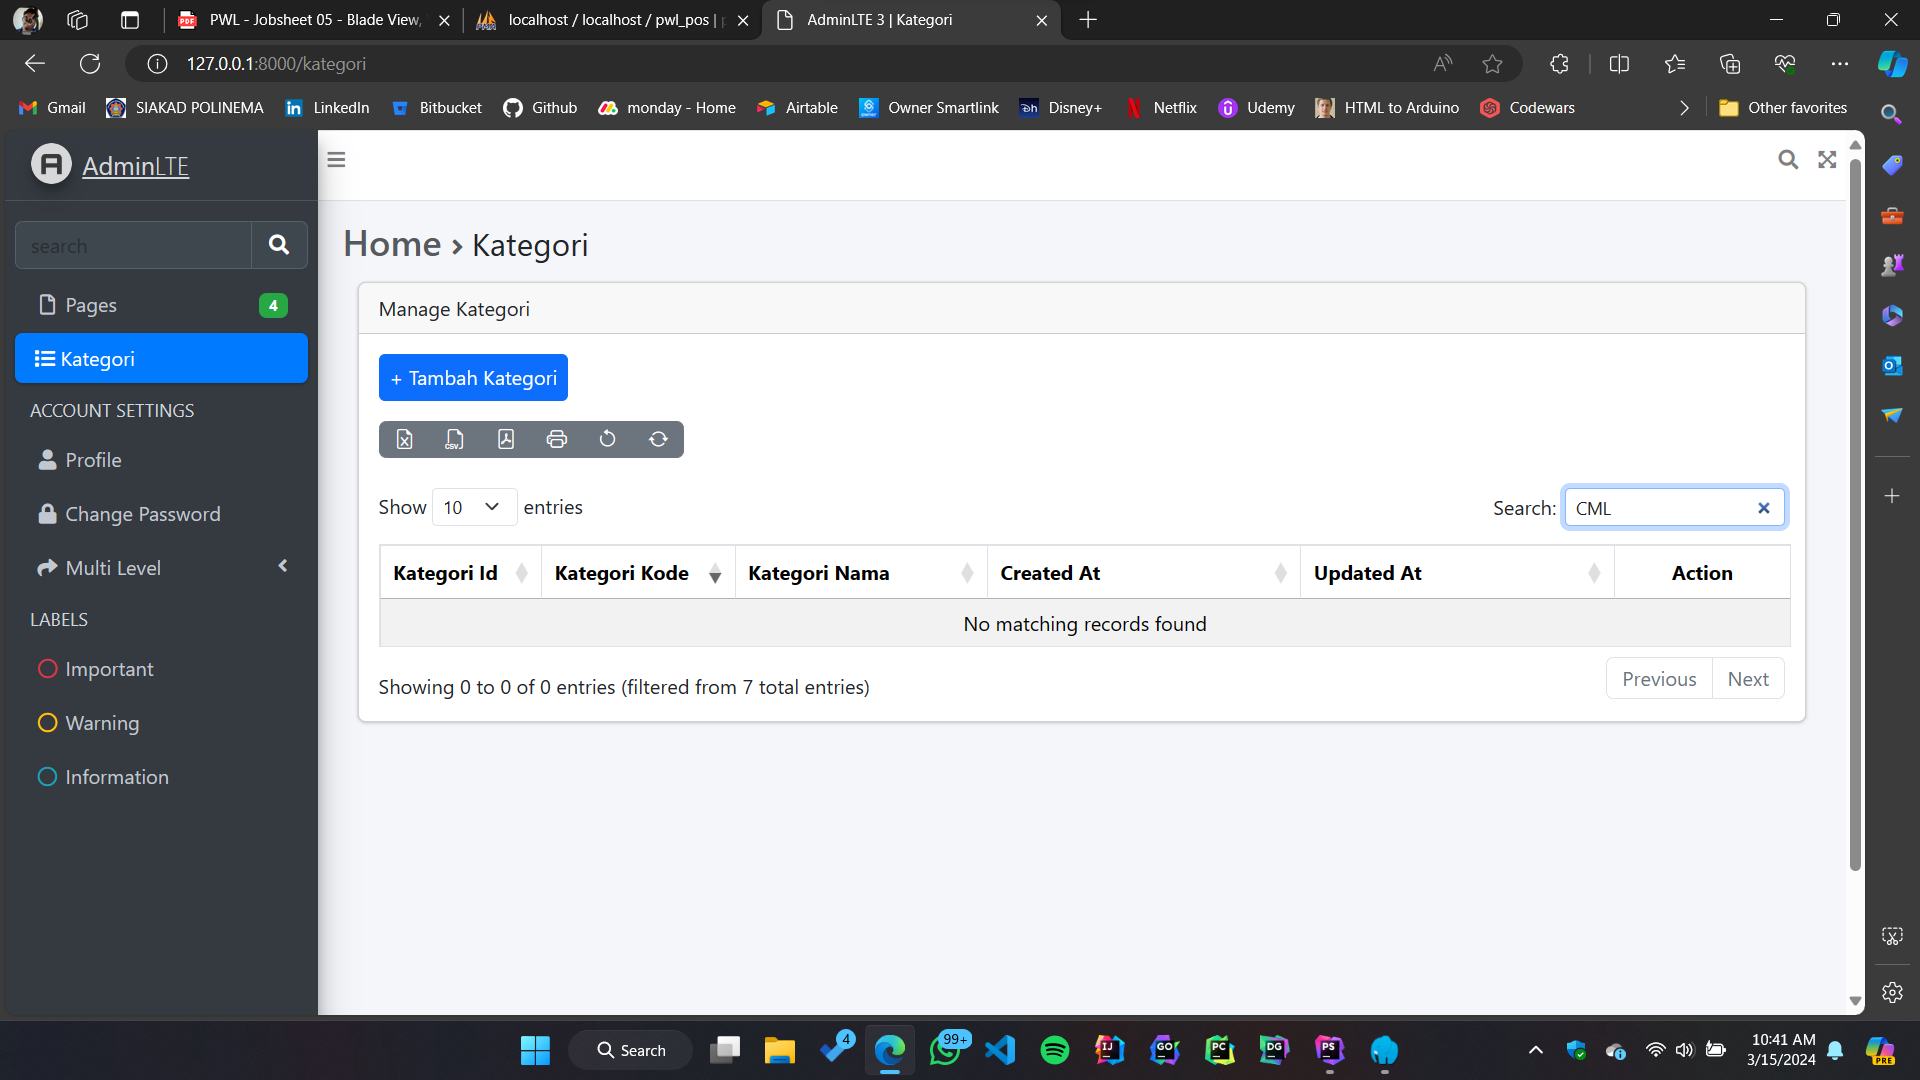 PWL - Jobsheet 05 - Blade View,
localhost / localhost / pwl_pos |
AdminLTE 3 | Kategori
127.0.0.1:8000/kategori
Gmail
SIAKAD POLINEMA
LinkedIn
Bitbucket
Github
monday - Home
Airtable
Owner Smartlink
Disney+
Netflix
Udemy
HTML to Arduino
Codewars
Other favorites
AdminLTE
search
Pages
4
Kategori
ACCOUNT SETTINGS
Profile
Change Password
Multi Level
LABELS
Important
Warning
Information
Home › Kategori
Manage Kategori
+ Tambah Kategori
Show 10 entries
Search: CML
Kategori Id
Kategori Kode
Kategori Nama
Created At
Updated At
Action
No matching records found
Showing 0 to 0 of 0 entries (filtered from 7 total entries)
Previous
Next
Search
4
99+
10:41 AM
3/15/2024